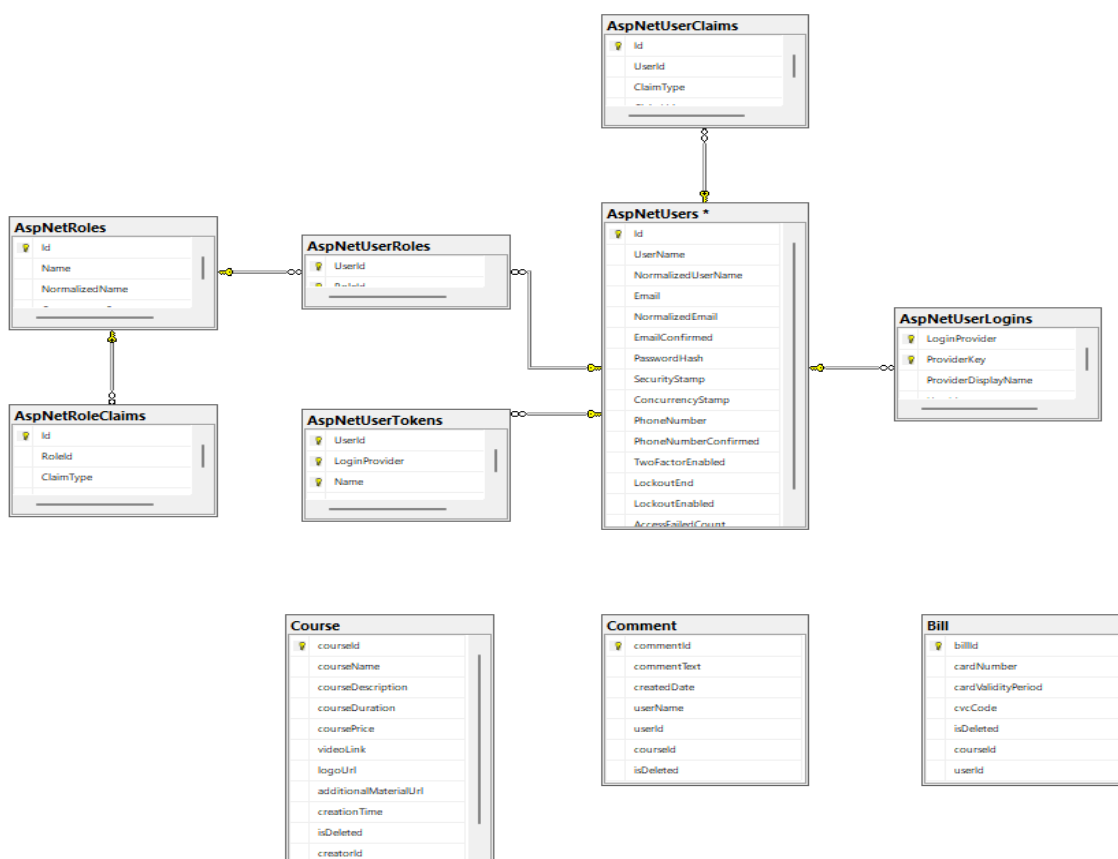 AspNetUserClaims
Id
UserId
ClaimType
AspNetRoles
Id
Name
NormalizedName
AspNetUserRoles
UserId
AspNetUsers *
Id
UserName
NormalizedUserName
Email
NormalizedEmail
EmailConfirmed
PasswordHash
SecurityStamp
ConcurrencyStamp
PhoneNumber
PhoneNumberConfirmed
TwoFactorEnabled
LockoutEnd
LockoutEnabled
AccessFailedCount
AspNetUserLogins
LoginProvider
ProviderKey
ProviderDisplayName
AspNetRoleClaims
Id
RoleId
ClaimType
AspNetUserTokens
UserId
LoginProvider
Name
Course
courseId
courseName
courseDescription
courseDuration
coursePrice
videoLink
logoUrl
additionalMaterialUrl
creationTime
isDeleted
creatorId
Comment
commentId
commentText
createdDate
userName
userId
courseId
isDeleted
Bill
billId
cardNumber
cardValidityPeriod
cvcCode
isDeleted
courseId
userId